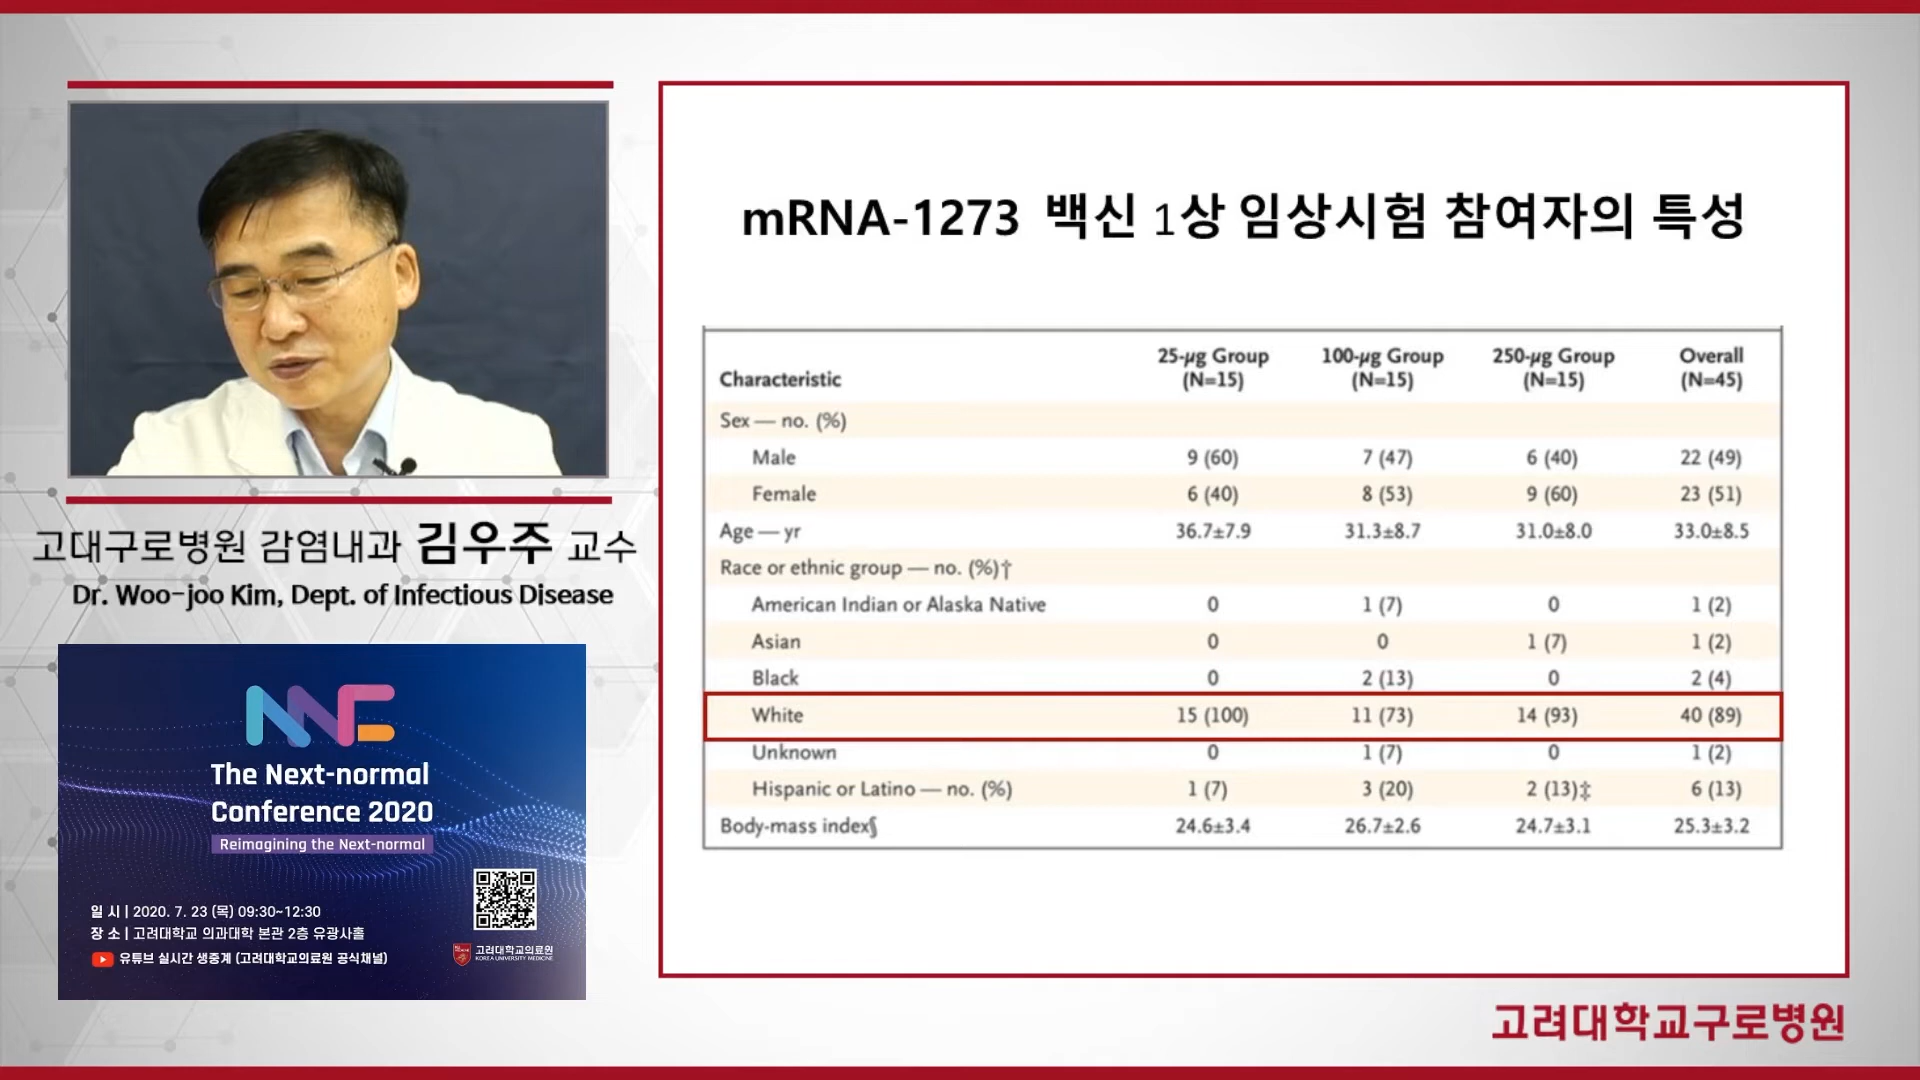 고대구로병원 감염내과 김우주 교수
Dr. Woo-joo Kim, Dept. of Infectious Disease
NNC
The Next-normal
Conference 2020
Reimagining the Next-normal
일 시 | 2020. 7. 23 (목) 09:30~12:30
장 소 | 고려대학교 의과대학 본관 2층 유광사홀
유튜브 실시간 생중계 (고려대학교의료원 공식채널)
고려대학교의료원
KOREA UNIVERSITY MEDICINE
mRNA-1273 백신 1상 임상시험 참여자의 특성
Characteristic 25-μg Group (N=15) 100-μg Group (N=15) 250-μg Group (N=15) Overall (N=45)
Sex — no. (%)
Male 9 (60) 7 (47) 6 (40) 22 (49)
Female 6 (40) 8 (53) 9 (60) 23 (51)
Age — yr 36.7±7.9 31.3±8.7 31.0±8.0 33.0±8.5
Race or ethnic group — no. (%)†
American Indian or Alaska Native 0 1 (7) 0 1 (2)
Asian 0 0 1 (7) 1 (2)
Black 0 2 (13) 0 2 (4)
White 15 (100) 11 (73) 14 (93) 40 (89)
Unknown 0 1 (7) 0 1 (2)
Hispanic or Latino — no. (%) 1 (7) 3 (20) 2 (13)‡ 6 (13)
Body-mass index§ 24.6±3.4 26.7±2.6 24.7±3.1 25.3±3.2
고려대학교구로병원